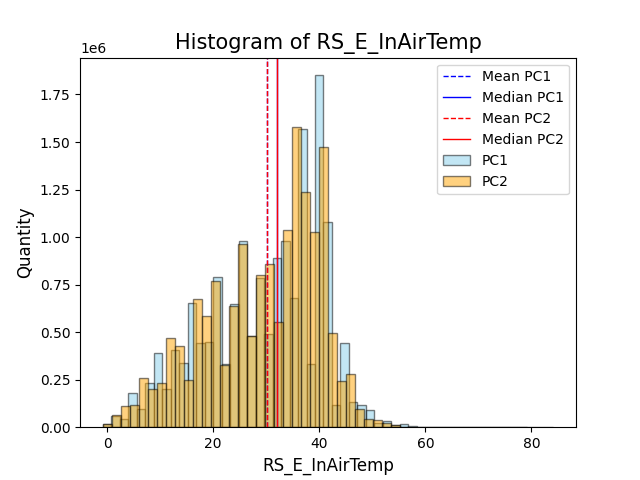 Histogram of RS_E_InAirTemp
1e6
Mean PC1
Median PC1
Mean PC2
Median PC2
PC1
PC2
1.75
1.50
1.25
1.00
0.75
0.50
0.25
0.00
Quantity
0 20 40 60 80
RS_E_InAirTemp